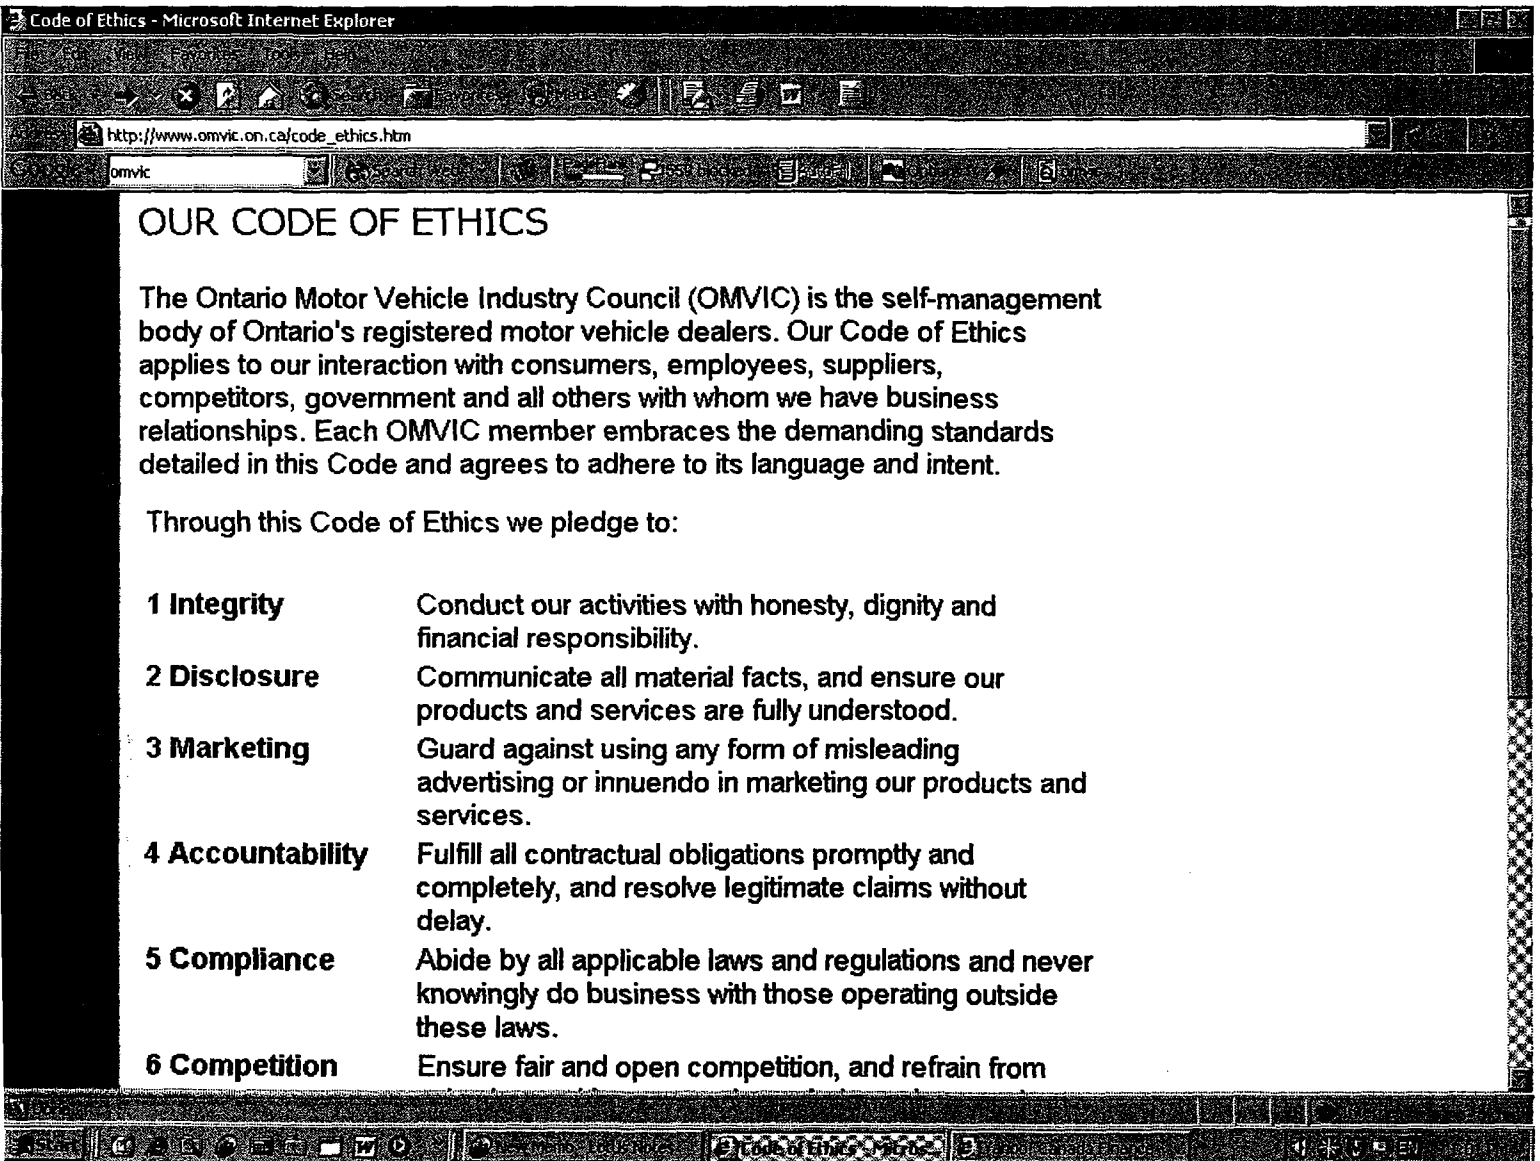 Code of Ethics - Microsoft Internet Explorer
http://www.omvic.on.ca/code_ethics.htm
omvic
OUR CODE OF ETHICS
The Ontario Motor Vehicle Industry Council (OMVIC) is the self-management
body of Ontario's registered motor vehicle dealers. Our Code of Ethics
applies to our interaction with consumers, employees, suppliers,
competitors, government and all others with whom we have business
relationships. Each OMVIC member embraces the demanding standards
detailed in this Code and agrees to adhere to its language and intent.
Through this Code of Ethics we pledge to:
1 Integrity Conduct our activities with honesty, dignity and
financial responsibility.
2 Disclosure Communicate all material facts, and ensure our
products and services are fully understood.
3 Marketing Guard against using any form of misleading
advertising or innuendo in marketing our products and
services.
4 Accountability Fulfill all contractual obligations promptly and
completely, and resolve legitimate claims without
delay.
5 Compliance Abide by all applicable laws and regulations and never
knowingly do business with those operating outside
these laws.
6 Competition Ensure fair and open competition, and refrain from
Code of Ethics - Micros...